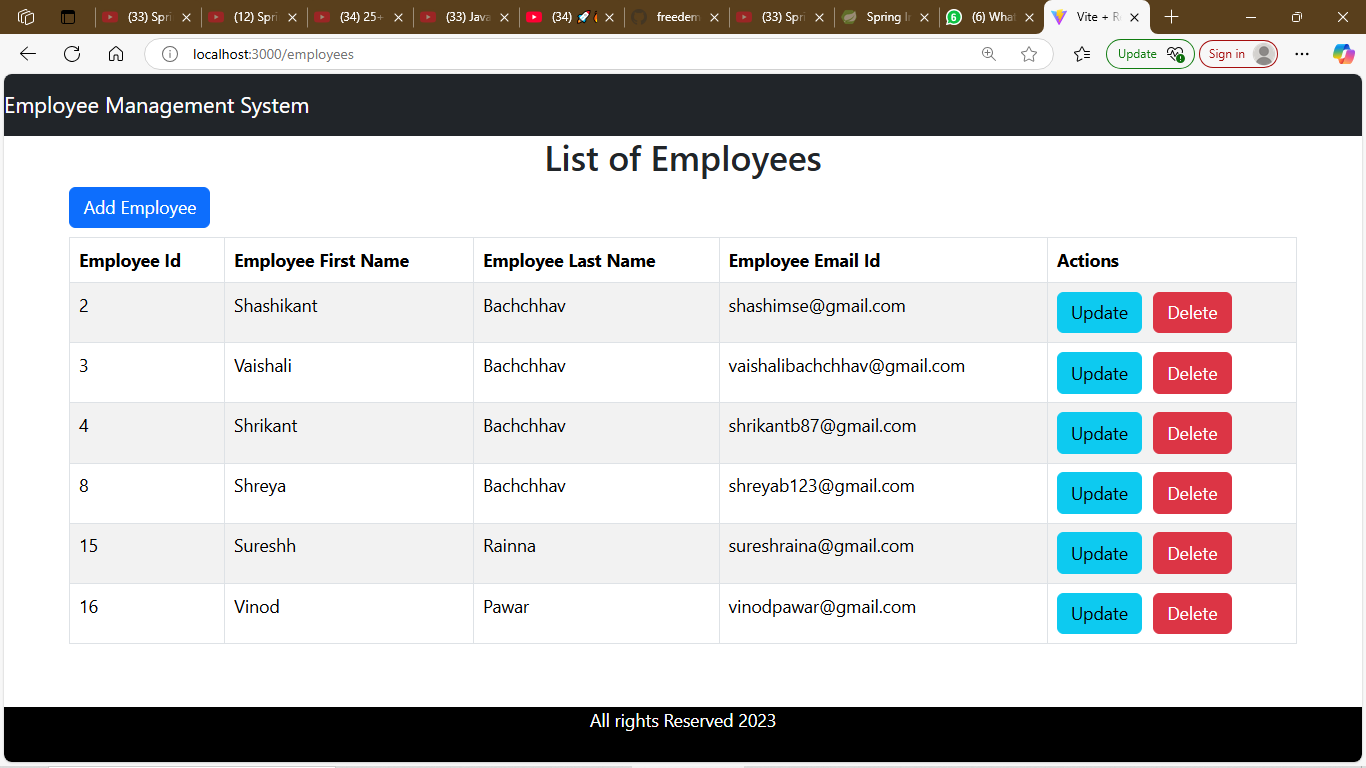 (33) Spri
(12) Spri
(34) 25+
(33) Java
(34) 🚀
freedem
(33) Spri
Spring In
(6) What
Vite + R
localhost:3000/employees
Update
Sign in
Employee Management System
List of Employees
Add Employee
Employee Id Employee First Name Employee Last Name Employee Email Id Actions
2 Shashikant Bachchhav shashimse@gmail.com Update Delete
3 Vaishali Bachchhav vaishalibachchhav@gmail.com Update Delete
4 Shrikant Bachchhav shrikantb87@gmail.com Update Delete
8 Shreya Bachchhav shreyab123@gmail.com Update Delete
15 Sureshh Rainna sureshraina@gmail.com Update Delete
16 Vinod Pawar vinodpawar@gmail.com Update Delete
All rights Reserved 2023